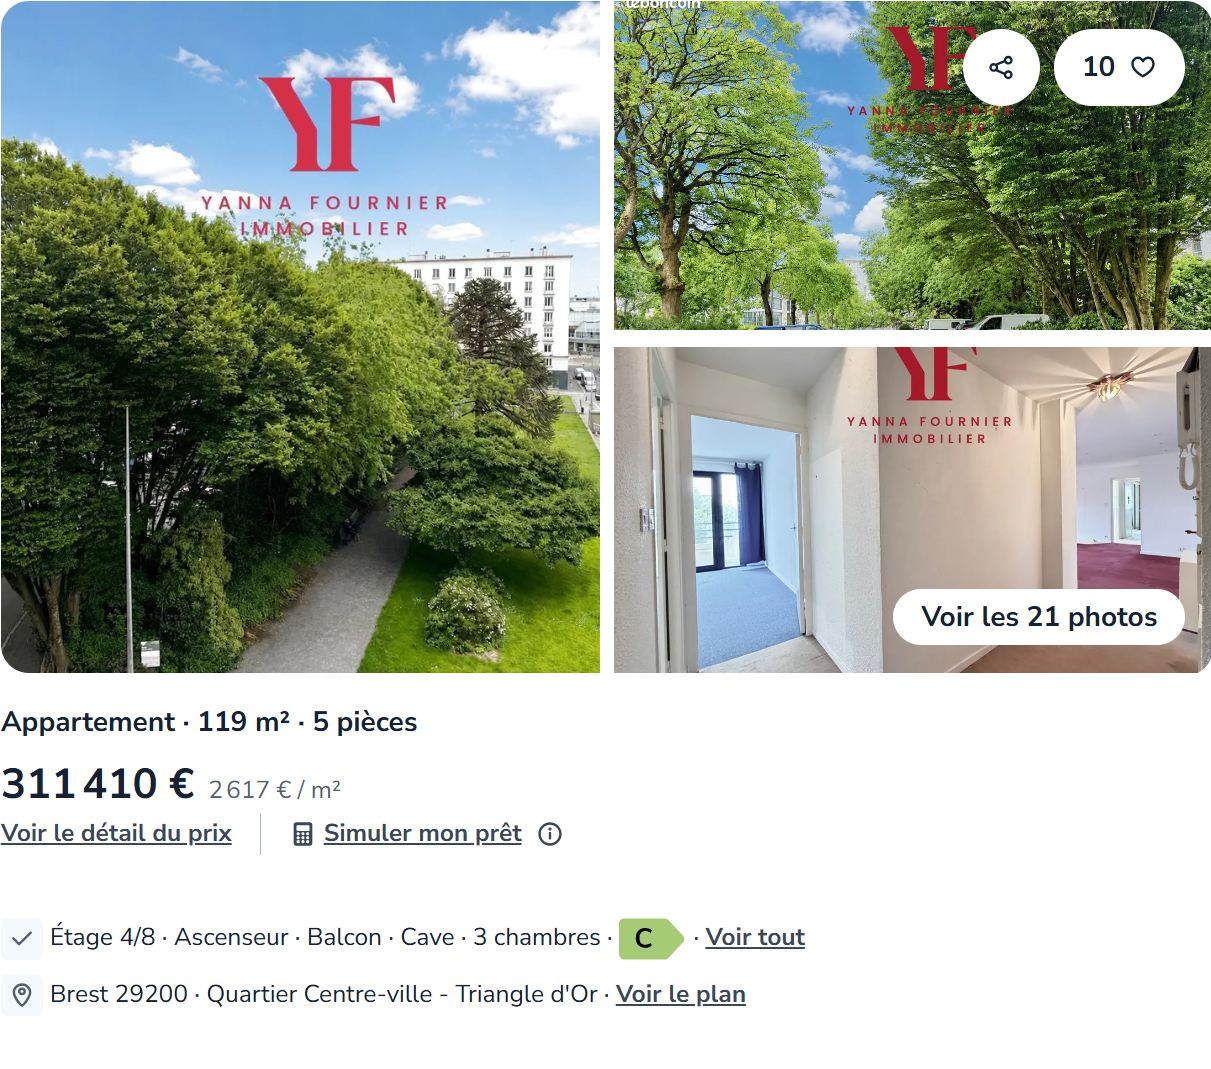 YF
YANNA FOURNIER
IMMOBILIER
leboncoin
YF
YANNA FOURNIER
IMMOBILIER
10
YF
YANNA FOURNIER
IMMOBILIER
Voir les 21 photos
Appartement · 119 m² · 5 pièces
311 410 € 2 617 € / m²
Voir le détail du prix Simuler mon prêt
Étage 4/8 · Ascenseur · Balcon · Cave · 3 chambres · C · Voir tout
Brest 29200 · Quartier Centre-ville - Triangle d'Or · Voir le plan